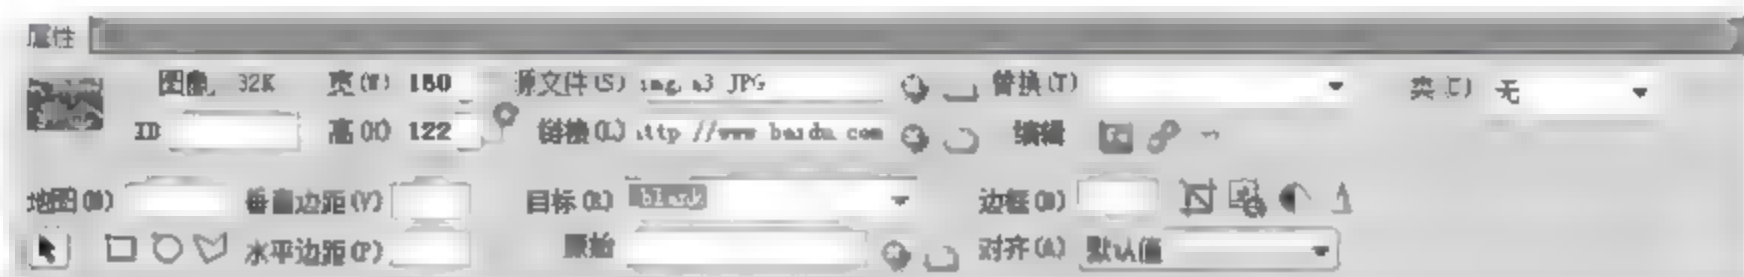 属性
图像, 32K 宽(W) 150 源文件(S) img, a3 JPG 替换(T) 类(C) 无
ID 高(H) 122 链接(L) http //www baidu com 编辑
地图(M) 垂直边距(V) 目标(R) blank 边框(B)
水平边距(P) 原始 对齐(A) 默认值